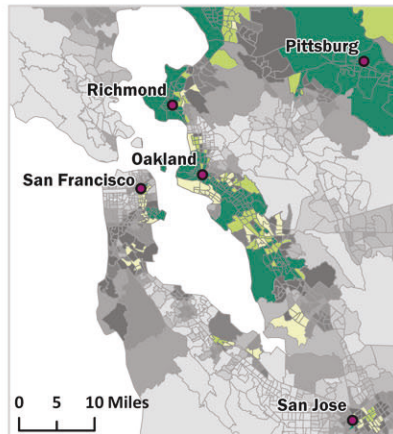 Pittsburg
Richmond
Oakland
San Francisco
San Jose
0 5 10 Miles